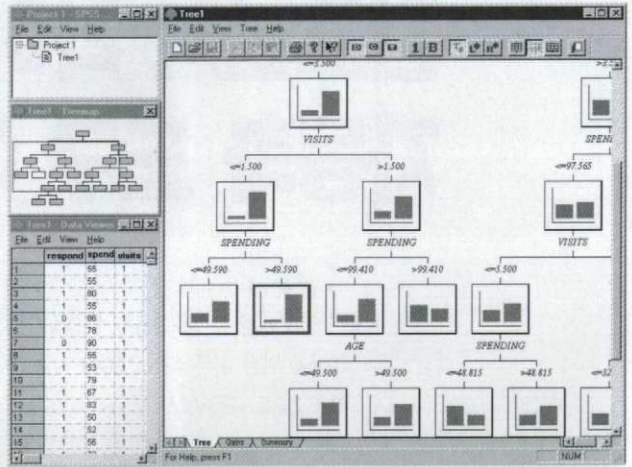 Project 1 - SPSS
File Edit View Help
Project 1
Tree1
Tree1 - Treemap
Tree1 - Data Viewer
File Edit View Help
respond spend visits
1 1 1
2 1 55 1
3 1 80 1
4 1 55 1
5 0 86 1
6 1 78 1
7 0 90 1
8 1 55 1
9 1 53 1
10 1 79 1
11 1 67 1
12 1 83 1
13 1 50 1
14 1 52 1
15 1 56 1
Tree1
File Edit View Tree Help
VISITS
SPENI
<=1.500 >1.500 <=97.565
SPENDING SPENDING VISITS
<=49.590 >49.590 <=99.410 >99.410 <=5.500
AGE SPENDING
<=49.500 >49.500 <=48.815 >48.815 <=32
Tree Gains Summary
For Help, press F1
NUM